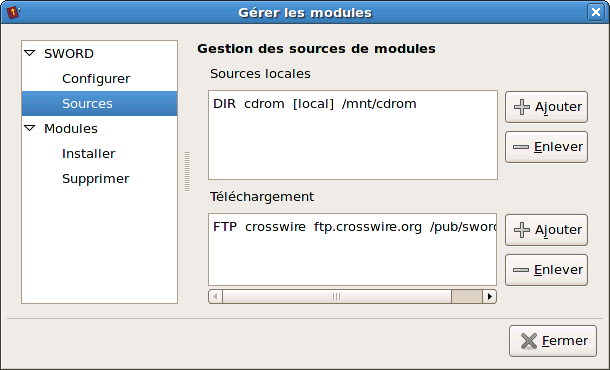 Gérer les modules
SWORD
Configurer
Sources
Modules
Installer
Supprimer
Gestion des sources de modules
Sources locales
DIR cdrom [local] /mnt/cdrom
Ajouter
Enlever
Téléchargement
FTP crosswire ftp.crosswire.org /pub/sword
Ajouter
Enlever
Fermer